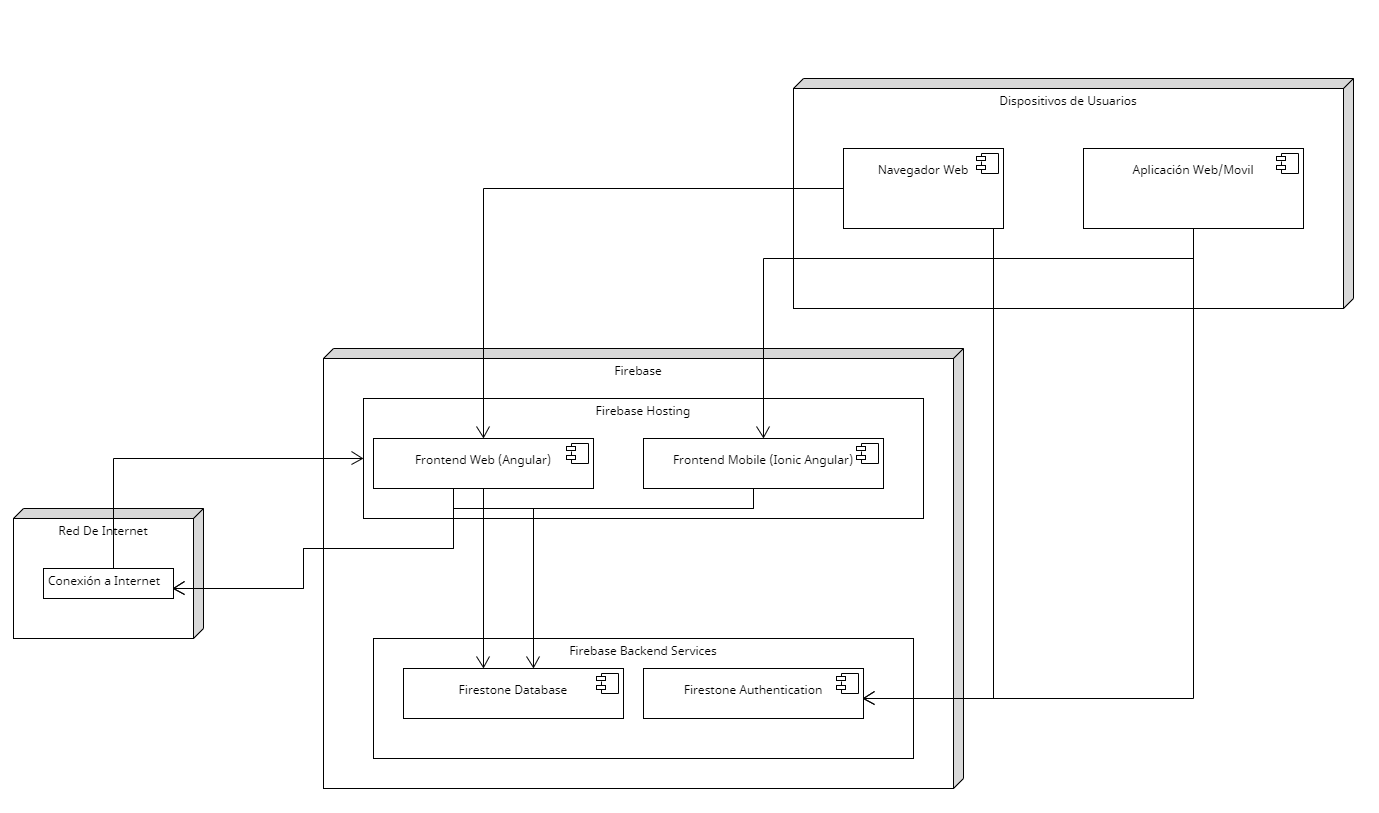 Dispositivos de Usuarios
Navegador Web
Aplicación Web/Movil
Firebase
Firebase Hosting
Frontend Web (Angular)
Frontend Mobile (Ionic Angular)
Red De Internet
Conexión a Internet
Firebase Backend Services
Firestone Database
Firestone Authentication